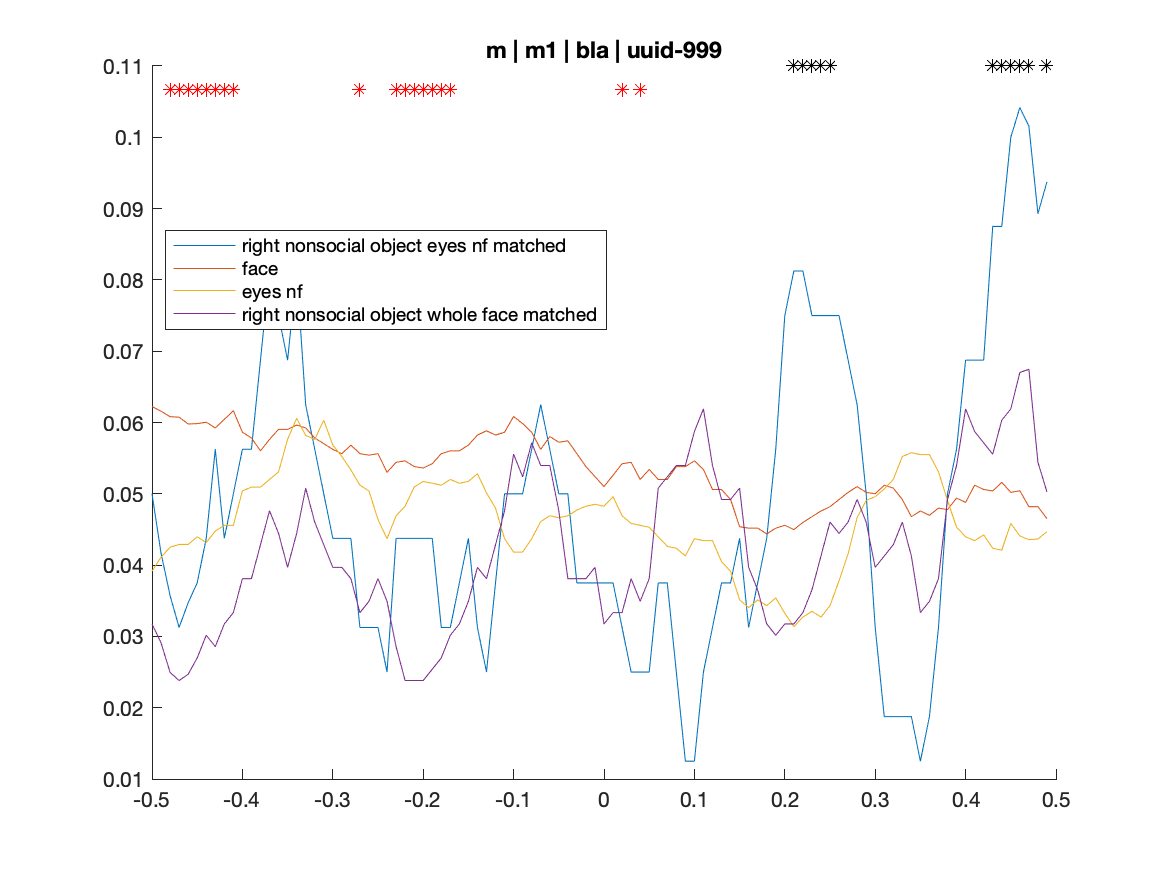 m | m1 | bla | uuid-999
0.11
0.1
0.09
0.08
0.07
0.06
0.05
0.04
0.03
0.02
0.01
right nonsocial object eyes nf matched
face
eyes nf
right nonsocial object whole face matched
-0.5 -0.4 -0.3 -0.2 -0.1 0 0.1 0.2 0.3 0.4 0.5